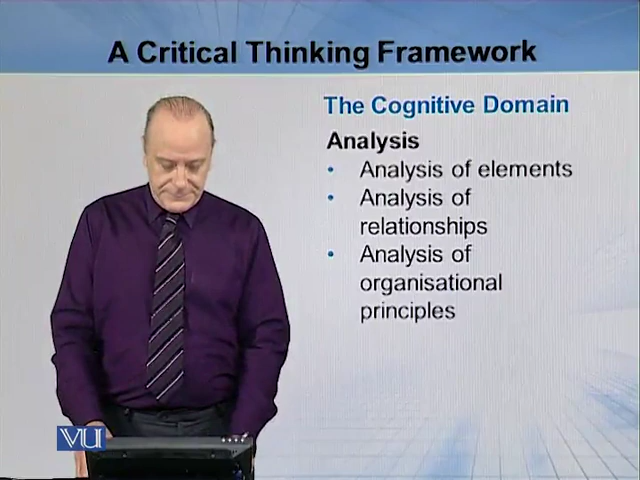 A Critical Thinking Framework
The Cognitive Domain
Analysis
• Analysis of elements
• Analysis of
relationships
• Analysis of
organisational
principles
VU